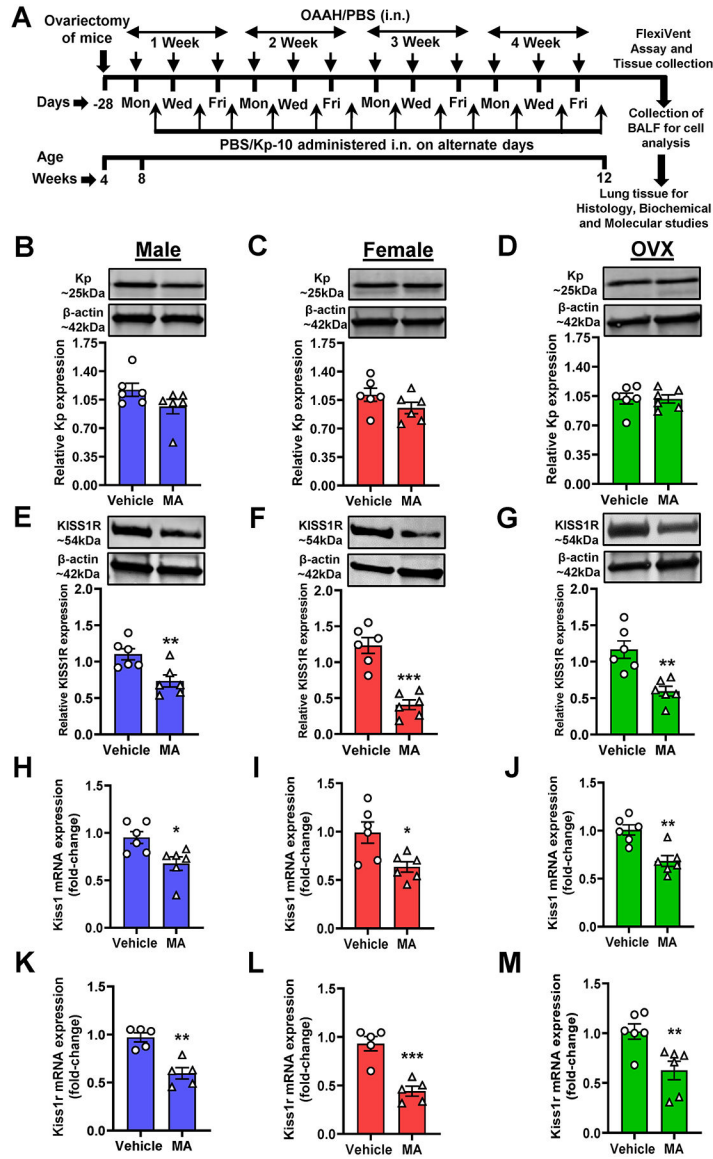 A
Ovariectomy
of mice
OAAH/PBS (i.n.)
1 Week
2 Week
3 Week
4 Week
FlexiVent
Assay and
Tissue collection
Days
-28
Mon
Wed
Fri
Mon
Wed
Fri
Mon
Wed
Fri
Mon
Wed
Fri
PBS/Kp-10 administered i.n. on alternate days
Collection of
BALF for cell
analysis
Age
Weeks
4
8
12
Lung tissue for
Histology, Biochemical
and Molecular studies
B
Male
Kp
~25kDa
β-actin
~42kDa
Relative Kp expression
1.75
1.40
1.05
0.70
0.35
0.00
Vehicle
MA
C
Female
Kp
~25kDa
β-actin
~42kDa
Relative Kp expression
1.75
1.40
1.05
0.70
0.35
0.00
Vehicle
MA
D
OVX
Kp
~25kDa
β-actin
~42kDa
Relative Kp expression
1.75
1.40
1.05
0.70
0.35
0.00
Vehicle
MA
E
KISS1R
~54kDa
β-actin
~42kDa
Relative KISS1R expression
2.0
1.5
1.0
0.5
0.0
**
Vehicle
MA
F
KISS1R
~54kDa
β-actin
~42kDa
Relative KISS1R expression
2.0
1.5
1.0
0.5
0.0
***
Vehicle
MA
G
KISS1R
~54kDa
β-actin
~42kDa
Relative KISS1R expression
2.0
1.5
1.0
0.5
0.0
**
Vehicle
MA
H
Kiss1 mRNA expression
(fold-change)
1.5
1.0
0.5
0.0
*
Vehicle
MA
I
Kiss1 mRNA expression
(fold-change)
1.5
1.0
0.5
0.0
*
Vehicle
MA
J
Kiss1 mRNA expression
(fold-change)
1.5
1.0
0.5
0.0
**
Vehicle
MA
K
Kiss1r mRNA expression
(fold-change)
1.5
1.0
0.5
0.0
**
Vehicle
MA
L
Kiss1r mRNA expression
(fold-change)
1.5
1.0
0.5
0.0
***
Vehicle
MA
M
Kiss1r mRNA expression
(fold-change)
1.5
1.0
0.5
0.0
**
Vehicle
MA